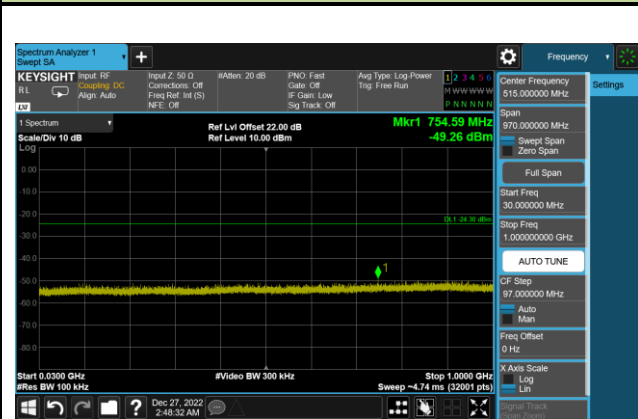 Spectrum Analyzer 1
Swept SA
Frequency
KEYSIGHT
Input: RF
Coupling: DC
Align: Auto
Input Z: 50 Ω
Corrections: Off
Freq Ref: Int (S)
NFE: Off
#Atten: 20 dB
PNO: Fast
Gate: Off
IF Gain: Low
Sig Track: Off
Avg Type: Log-Power
Trig: Free Run
1 2 3 4 5 6
M W W W W W
P N N N N N
RL
LXI
1 Spectrum
Scale/Div 10 dB
Log
Ref Lvl Offset 22.00 dB
Ref Level 10.00 dBm
Mkr1 754.59 MHz
-49.26 dBm
0.00
-10.0
-20.0
DL1 -24.30 dBm
-30.0
-40.0
1
-50.0
-60.0
-70.0
-80.0
Start 0.0300 GHz
#Res BW 100 kHz
#Video BW 300 kHz
Stop 1.0000 GHz
Sweep ~4.74 ms (32001 pts)
Center Frequency
515.000000 MHz
Settings
Span
970.000000 MHz
Swept Span
Zero Span
Full Span
Start Freq
30.000000 MHz
Stop Freq
1.000000000 GHz
AUTO TUNE
CF Step
97.000000 MHz
Auto
Man
Freq Offset
0 Hz
X Axis Scale
Log
Lin
Signal Track
(Span Zoom)
Dec 27, 2022
2:48:32 AM